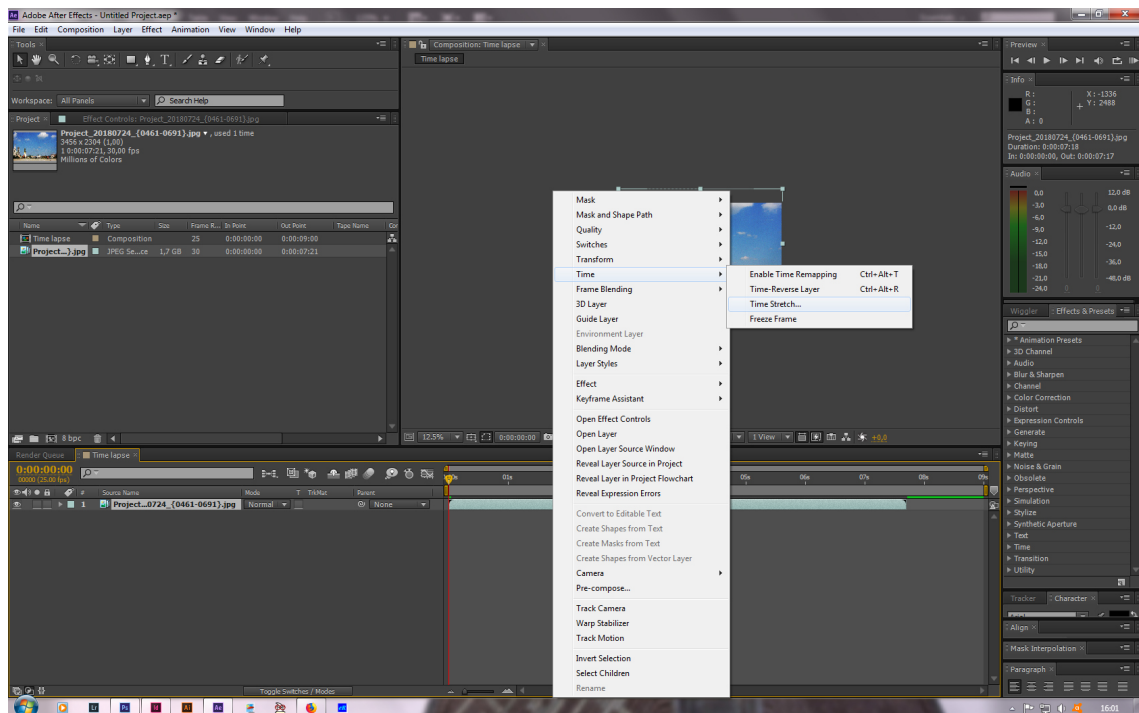 Adobe After Effects - Untitled Project.aep *
File Edit Composition Layer Effect Animation View Window Help
Tools
Workspace: All Panels
Search Help
Project
Effect Controls: Project_20180724_{0461-0691}.jpg
Project_20180724_{0461-0691}.jpg ▾ , used 1 time
3456 x 2304 (1,00)
1 0:00:07:21, 30,00 fps
Millions of Colors
Name Type Size Frame R... In Point Out Point Tape Name
Time lapse Composition 25 0:00:00:00 0:00:09:00
Project...}.jpg JPEG Se...ce 1,7 GB 30 0:00:00:00 0:00:07:21
8 bpc
Composition: Time lapse
Time lapse
12.5% 0:00:00:00
1 View +0,0
Mask
Mask and Shape Path
Quality
Switches
Transform
Time
Frame Blending
3D Layer
Guide Layer
Environment Layer
Blending Mode
Layer Styles
Effect
Keyframe Assistant
Open Effect Controls
Open Layer
Open Layer Source Window
Reveal Layer Source in Project
Reveal Layer in Project Flowchart
Reveal Expression Errors
Convert to Editable Text
Create Shapes from Text
Create Masks from Text
Create Shapes from Vector Layer
Camera
Pre-compose...
Track Camera
Warp Stabilizer
Track Motion
Invert Selection
Select Children
Rename
Enable Time Remapping Ctrl+Alt+T
Time-Reverse Layer Ctrl+Alt+R
Time Stretch...
Freeze Frame
Preview
Info
R : X : -1336
G : Y : 2488
B :
A : 0
Project_20180724_{0461-0691}.jpg
Duration: 0:00:07:18
In: 0:00:00:00, Out: 0:00:07:17
Audio
0,0 12,0 dB
-3,0 0,0 dB
-6,0
-9,0 -12,0
-12,0 -24,0
-15,0
-18,0 -36,0
-21,0 -48,0 dB
-24,0 0 0
Wiggler Effects & Presets
* Animation Presets
3D Channel
Audio
Blur & Sharpen
Channel
Color Correction
Distort
Expression Controls
Generate
Keying
Matte
Noise & Grain
Obsolete
Perspective
Simulation
Stylize
Synthetic Aperture
Text
Time
Transition
Utility
Tracker Character
Align
Mask Interpolation
Paragraph
Render Queue Time lapse
0:00:00:00
00000 (25.00 fps)
01s 05s 06s 07s 08s 09s
# Source Name Mode T TrkMat Parent
1 Project...0724_{0461-0691}.jpg Normal None
Toggle Switches / Modes
Lr Ps Id Ai Ae
16:01